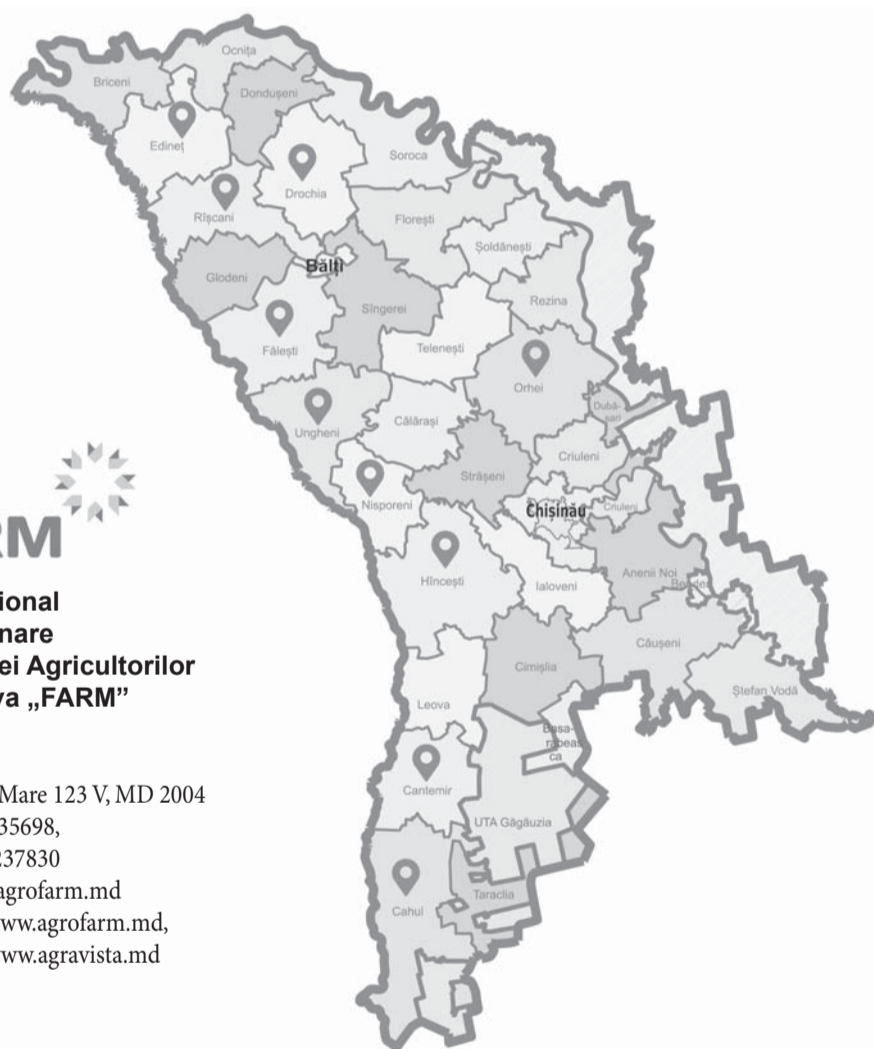 Ocnița
Briceni
Dondușeni
Edineț
Soroca
Drochia
Rîșcani
Florești
Șoldănești
Bălți
Glodeni
Rezina
Sîngerei
Fălești
Telenești
Orhei
Dubă-
sari
Ungheni
Călărași
Criuleni
Strășeni
Nisporeni
Chișinău
Criuleni
RM
Anenii Noi
Bender
Hîncești
Ialoveni
ional
nare
ei Agricultorilor
va „FARM”
Căușeni
Cimișlia
Ștefan Vodă
Leova
Basa-
rabeas
ca
Cantemir
Mare 123 V, MD 2004
35698,
237830
agrofarm.md
ww.agrofarm.md,
ww.agravista.md
UTA Găgăuzia
Taraclia
Cahul